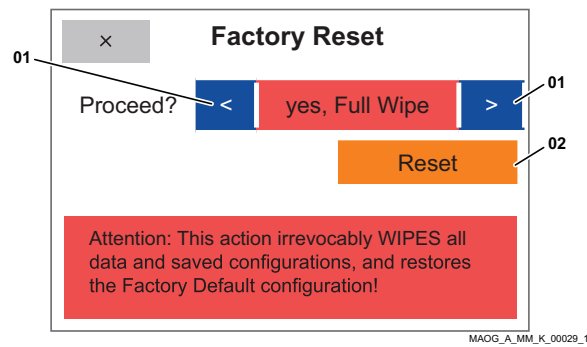 × Factory Reset
01
Proceed? < yes, Full Wipe > 01
Reset 02
Attention: This action irrevocably WIPES all
data and saved configurations, and restores
the Factory Default configuration!
MAOG_A_MM_K_00029_1